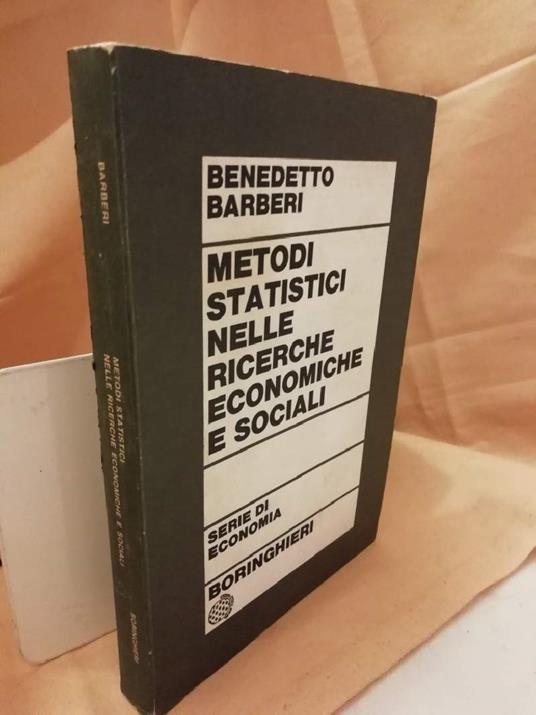 BARBERI
METODI STATISTICI
NELLE RICERCHE ECONOMICHE E SOCIALI
BORINGHIERI
BENEDETTO
BARBERI
METODI
STATISTICI
NELLE
RICERCHE
ECONOMICHE
E SOCIALI
SERIE DI
ECONOMIA
BORINGHIERI